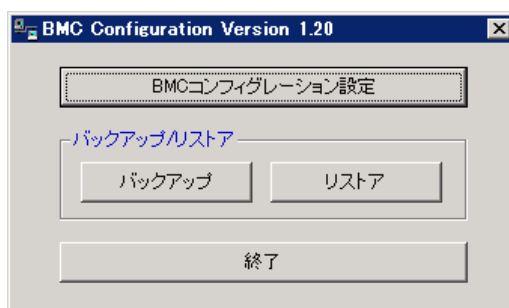 BMC Configuration Version 1.20
BMCコンフィグレーション設定
バックアップ/リストア
バックアップ リストア
終了